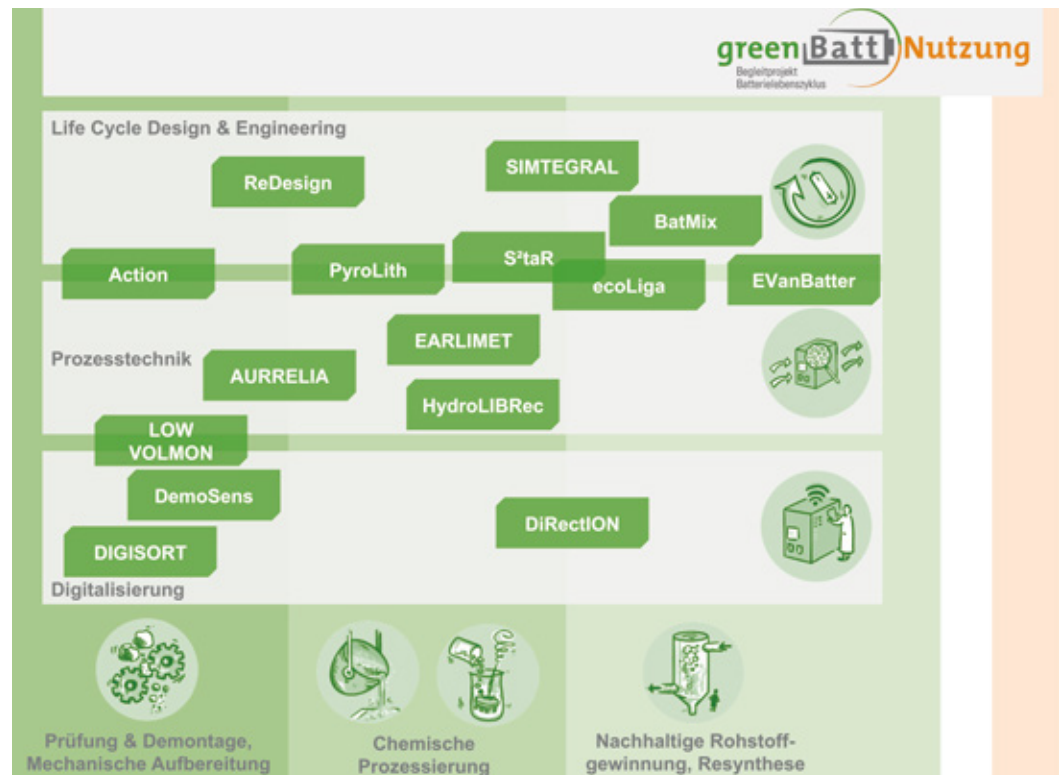 greenBattNutzung
Begleitprojekt
Batterielebenszyklus
Life Cycle Design & Engineering
SIMTEGRAL
ReDesign
BatMix
S²taR
PyroLith
Action
EVanBatter
ecoLiga
EARLIMET
Prozesstechnik
AURRELIA
HydroLIBRec
LOW
VOLMON
DemoSens
DiRectION
DIGISORT
Digitalisierung
Prüfung & Demontage,
Mechanische Aufbereitung
Chemische
Prozessierung
Nachhaltige Rohstoff-
gewinnung, Resynthese